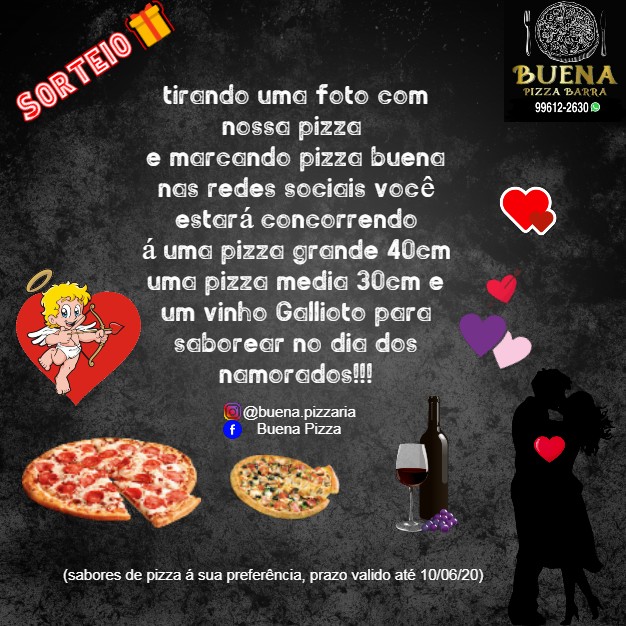 SORTEIO
BUENA
PIZZA BARRA
99612-2630
tirando uma foto com
nossa pizza
e marcando pizza buena
nas redes sociais você
estará concorrendo
á uma pizza grande 40cm
uma pizza media 30cm e
um vinho Gallioto para
saborear no dia dos
namorados!!!
@buena.pizzaria
Buena Pizza
(sabores de pizza á sua preferência, prazo valido até 10/06/20)